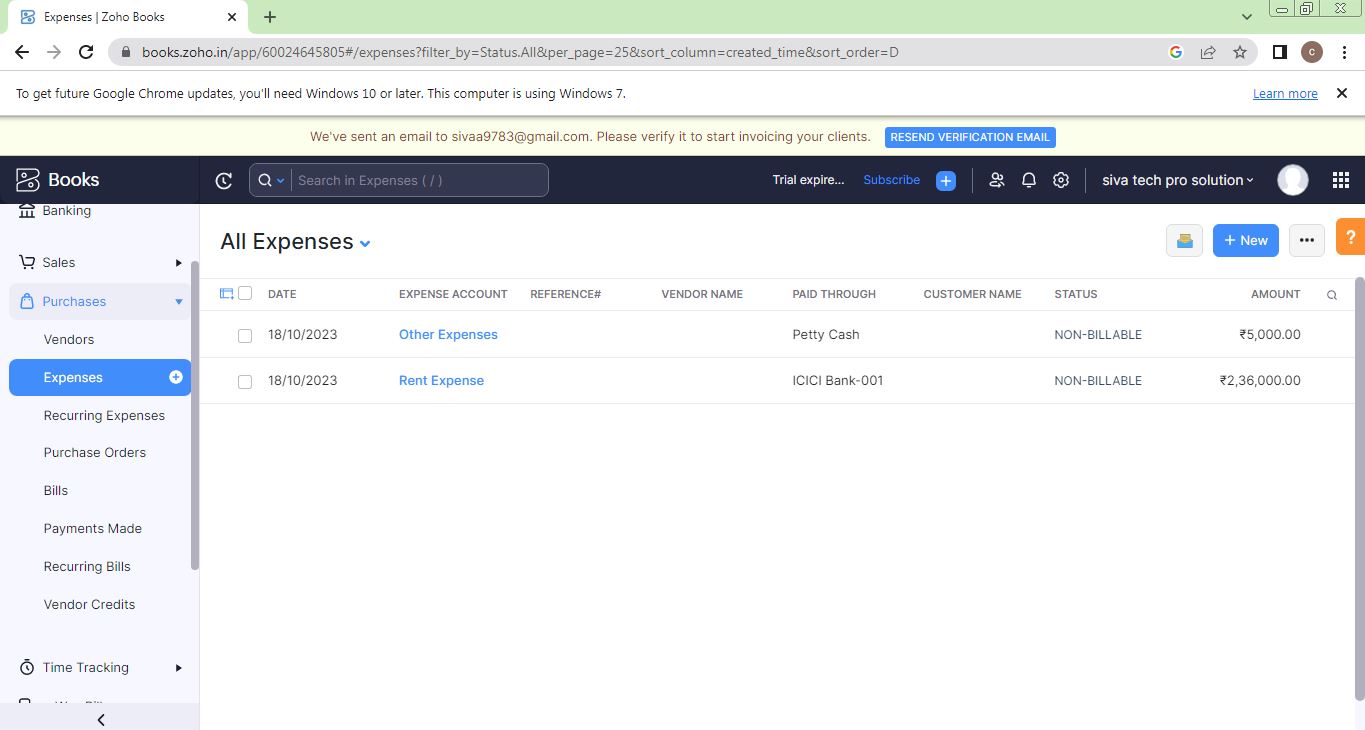 Expenses | Zoho Books
books.zoho.in/app/60024645805#/expenses?filter_by=Status.All&per_page=25&sort_column=created_time&sort_order=D
C
To get future Google Chrome updates, you'll need Windows 10 or later. This computer is using Windows 7.
Learn more
We've sent an email to sivaa9783@gmail.com. Please verify it to start invoicing your clients.
RESEND VERIFICATION EMAIL
Books
Search in Expenses ( / )
Trial expire...
Subscribe
siva tech pro solution
Banking
Sales
Purchases
Vendors
Expenses
Recurring Expenses
Purchase Orders
Bills
Payments Made
Recurring Bills
Vendor Credits
Time Tracking
All Expenses
+ New
?
DATE EXPENSE ACCOUNT REFERENCE# VENDOR NAME PAID THROUGH CUSTOMER NAME STATUS AMOUNT
18/10/2023 Other Expenses Petty Cash NON-BILLABLE ₹5,000.00
18/10/2023 Rent Expense ICICI Bank-001 NON-BILLABLE ₹2,36,000.00